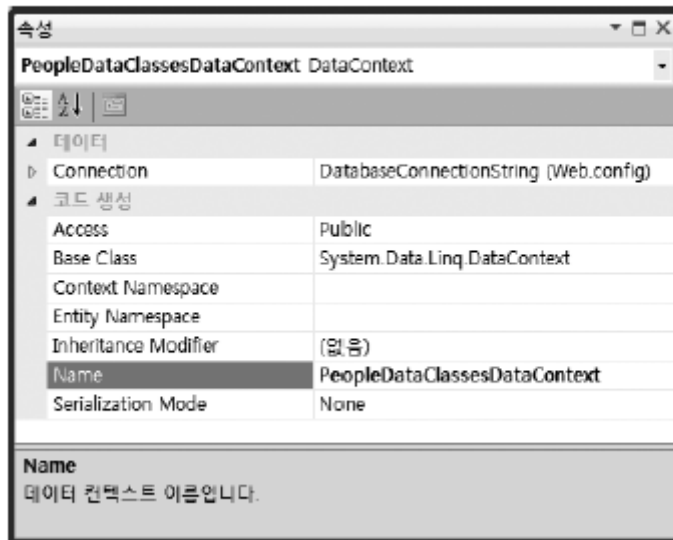 속성
PeopleDataClassesDataContext DataContext
데이터
Connection DatabaseConnectionString (Web.config)
코드 생성
Access Public
Base Class System.Data.Linq.DataContext
Context Namespace
Entity Namespace
Inheritance Modifier (없음)
Name PeopleDataClassesDataContext
Serialization Mode None
Name
데이터 컨텍스트 이름입니다.